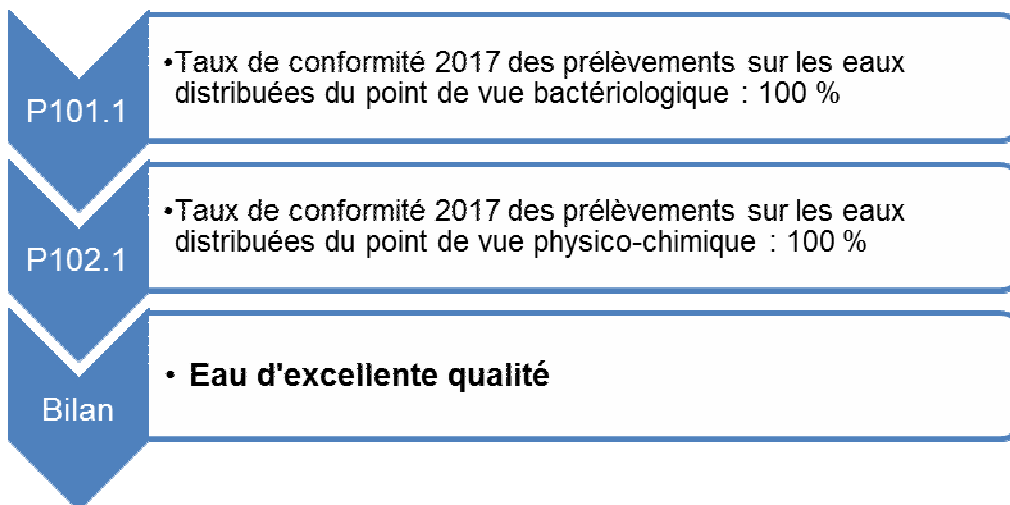 P101.1
•Taux de conformité 2017 des prélèvements sur les eaux
distribuées du point de vue bactériologique : 100 %
P102.1
•Taux de conformité 2017 des prélèvements sur les eaux
distribuées du point de vue physico-chimique : 100 %
Bilan
• Eau d'excellente qualité